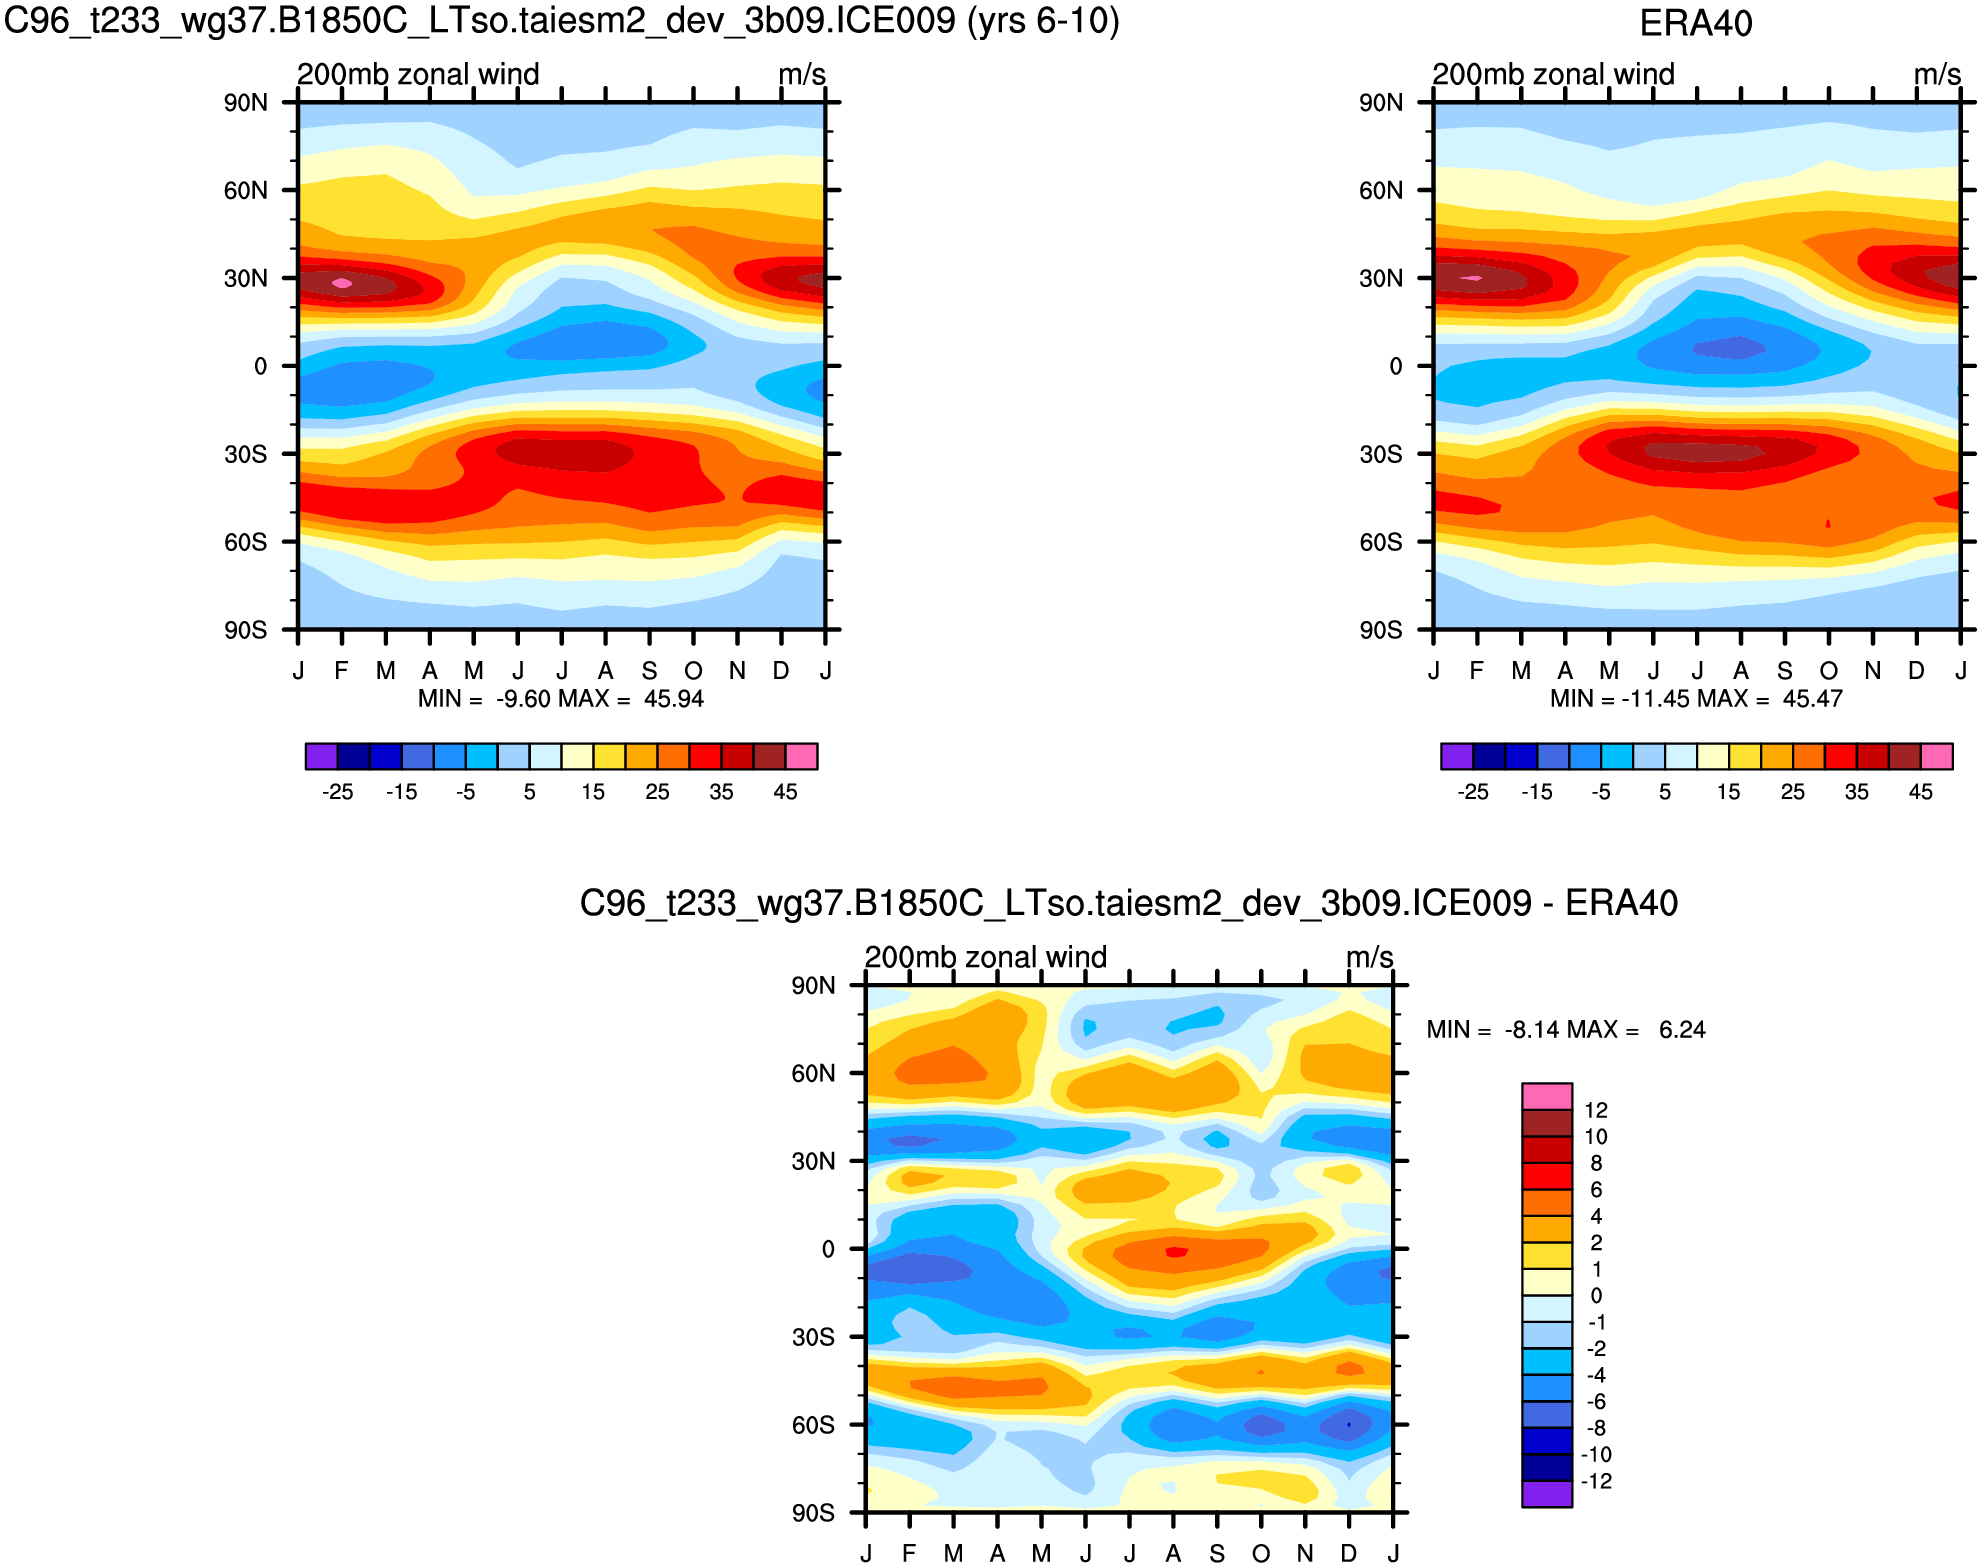 C96_t233_wg37.B1850C_LTso.taiesm2_dev_3b09.ICE009 (yrs 6-10)
200mb zonal wind m/s
90N
60N
30N
0
30S
60S
90S
J F M A M J J A S O N D J
MIN = -9.60 MAX = 45.94
-25 -15 -5 5 15 25 35 45
ERA40
200mb zonal wind m/s
90N
60N
30N
0
30S
60S
90S
J F M A M J J A S O N D J
MIN = -11.45 MAX = 45.47
-25 -15 -5 5 15 25 35 45
C96_t233_wg37.B1850C_LTso.taiesm2_dev_3b09.ICE009 - ERA40
200mb zonal wind m/s
90N
60N
30N
0
30S
60S
90S
J F M A M J J A S O N D J
MIN = -8.14 MAX = 6.24
12
10
8
6
4
2
1
0
-1
-2
-4
-6
-8
-10
-12